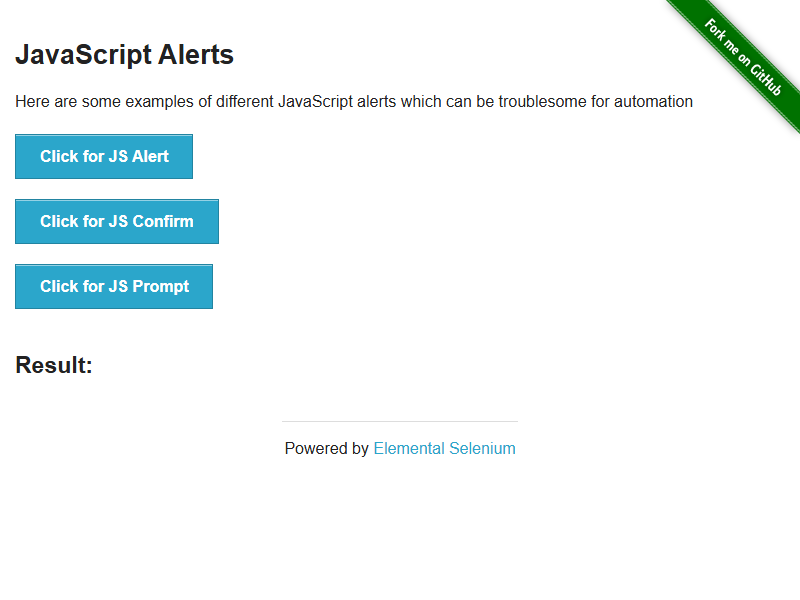 Fork me on GitHub
JavaScript Alerts
Here are some examples of different JavaScript alerts which can be troublesome for automation
Click for JS Alert
Click for JS Confirm
Click for JS Prompt
Result:
Powered by Elemental Selenium